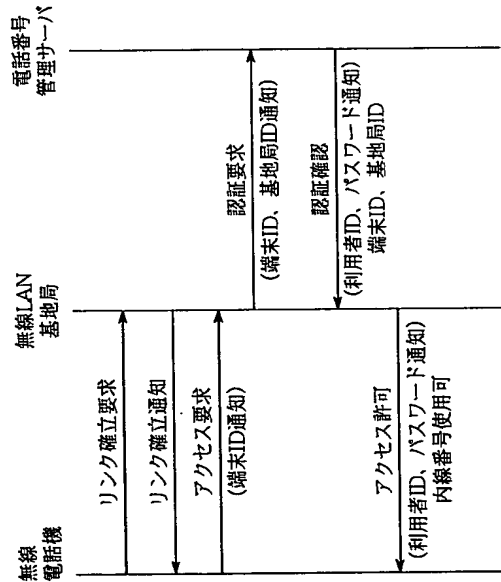 無線
電話機
無線LAN
基地局
電話番号
管理サーバ
リンク確立要求
リンク確立通知
アクセス要求
(端末ID通知)
認証要求
(端末ID、基地局ID通知)
認証確認
(利用者ID、パスワード通知)
端末ID、基地局ID
アクセス許可
(利用者ID、パスワード通知)
内線番号使用可